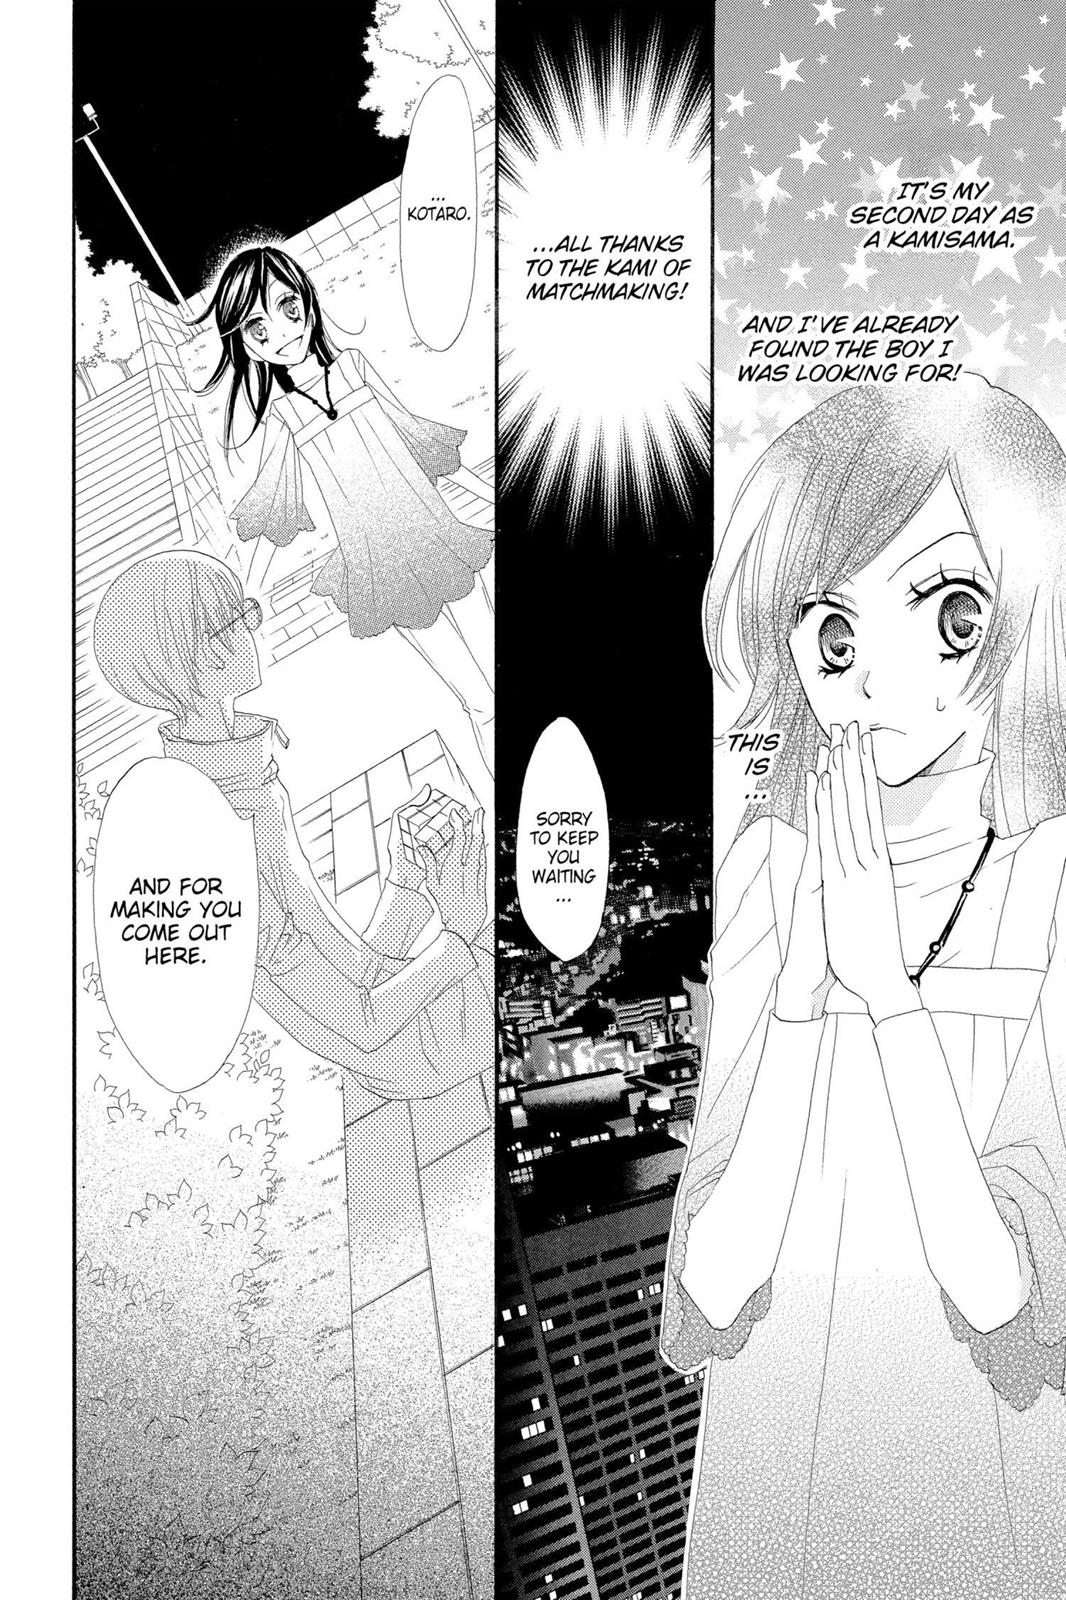 IT'S MY
SECOND DAY AS
A KAMISAMA.
AND I'VE ALREADY
FOUND THE BOY I
WAS LOOKING FOR!
THIS
IS
...
...ALL THANKS
TO THE KAMI OF
MATCHMAKING!
SORRY
TO KEEP
YOU
WAITING
...
...
KOTARO.
AND FOR
MAKING YOU
COME OUT
HERE.